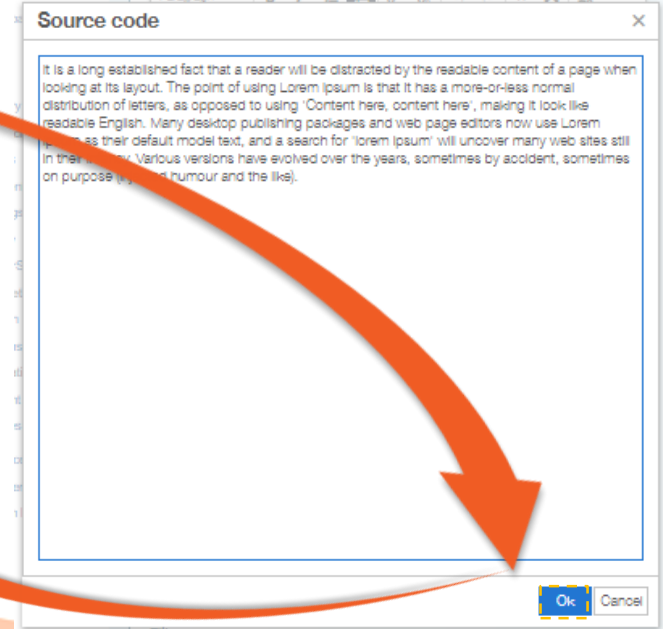 Source code
It is a long established fact that a reader will be distracted by the readable content of a page when
looking at its layout. The point of using Lorem Ipsum is that it has a more-or-less normal
distribution of letters, as opposed to using 'Content here, content here', making it look like
readable English. Many desktop publishing packages and web page editors now use Lorem
as their default model text, and a search for 'lorem ipsum' will uncover many web sites still
in their Various versions have evolved over the years, sometimes by accident, sometimes
on purpose humour and the like).
Ok Cancel